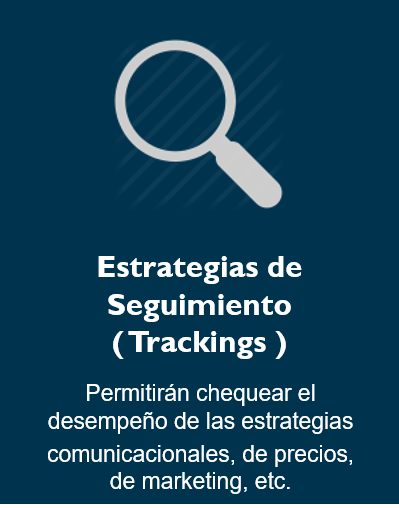 Estrategias de
Seguimiento
( Trackings )
Permitirán chequear el
desempeño de las estrategias
comunicacionales, de precios,
de marketing, etc.